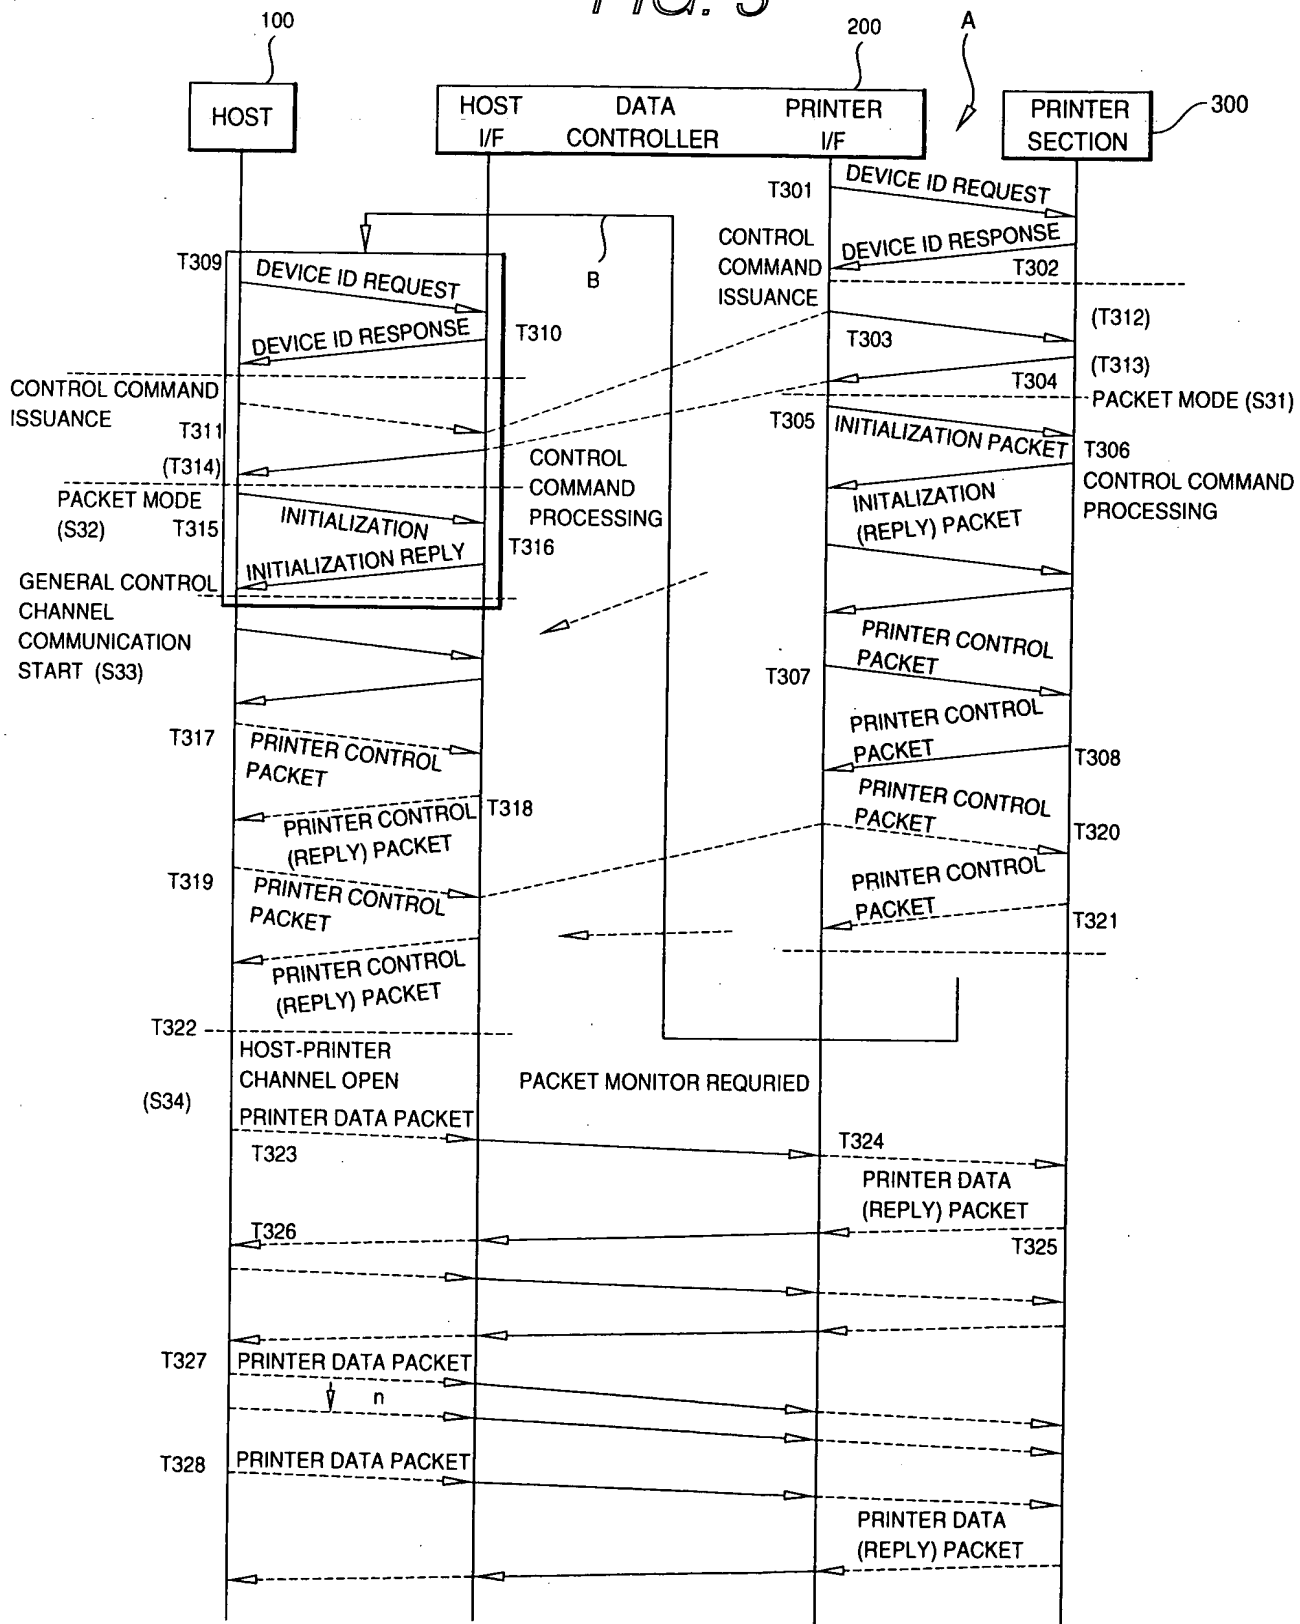 FIG. 3
100
200
A
HOST
HOST I/F
DATA CONTROLLER
PRINTER I/F
PRINTER SECTION
300
T301
DEVICE ID REQUEST
CONTROL
COMMAND
ISSUANCE
DEVICE ID RESPONSE
T302
B
T309
DEVICE ID REQUEST
DEVICE ID RESPONSE
T310
(T312)
T303
(T313)
T304
CONTROL COMMAND
ISSUANCE
T311
PACKET MODE (S31)
T305
INITIALIZATION PACKET
T306
CONTROL COMMAND
PROCESSING
(T314)
CONTROL
COMMAND
PROCESSING
PACKET MODE
(S32)
T315
INITIALIZATION
INITALIZATION
(REPLY) PACKET
T316
INITIALIZATION REPLY
GENERAL CONTROL
CHANNEL
COMMUNICATION
START (S33)
PRINTER CONTROL
PACKET
T307
PRINTER CONTROL
PACKET
T308
T317
PRINTER CONTROL
PACKET
T318
PRINTER CONTROL
(REPLY) PACKET
PRINTER CONTROL
PACKET
T320
T319
PRINTER CONTROL
PACKET
PRINTER CONTROL
PACKET
T321
PRINTER CONTROL
(REPLY) PACKET
T322
HOST-PRINTER
CHANNEL OPEN
PACKET MONITOR REQURIED
(S34)
PRINTER DATA PACKET
T323
T324
PRINTER DATA
(REPLY) PACKET
T326
T325
T327
PRINTER DATA PACKET
n
T328
PRINTER DATA PACKET
PRINTER DATA
(REPLY) PACKET